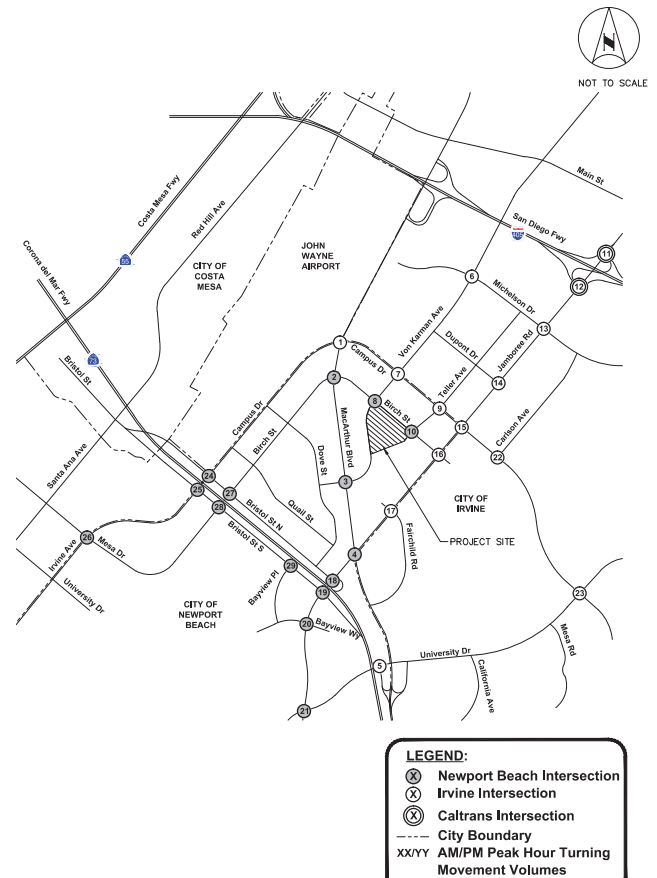 N
NOT TO SCALE
Main St
Costa Mesa Fwy
Red Hill Ave
San Diego Fwy
405
JOHN
WAYNE
AIRPORT
Corona del Mar Fwy
55
CITY OF
COSTA
MESA
11
12
6
Michelson Dr
Von Karman Ave
13
Dupont Dr
Jamboree Rd
1
Campus Dr
73
Bristol St
7
Teller Ave
14
2
8
Birch St
9
Carlson Ave
Campus Dr
MacArthur Blvd
10
15
Birch St
Dove St
16
22
Santa Ana Ave
24
3
25
27
Quail St
CITY OF
IRVINE
28
Bristol St N
17
26
Mesa Dr
Bristol St S
Fairchild Rd
PROJECT SITE
Irvine Ave
4
29
18
University Dr
Bayview Pl
19
23
CITY OF
NEWPORT
BEACH
20
Bayview Wy
Mesa Rd
University Dr
5
California Ave
21
LEGEND:
X Newport Beach Intersection
X Irvine Intersection
X Caltrans Intersection
City Boundary
XX/YY AM/PM Peak Hour Turning
Movement Volumes